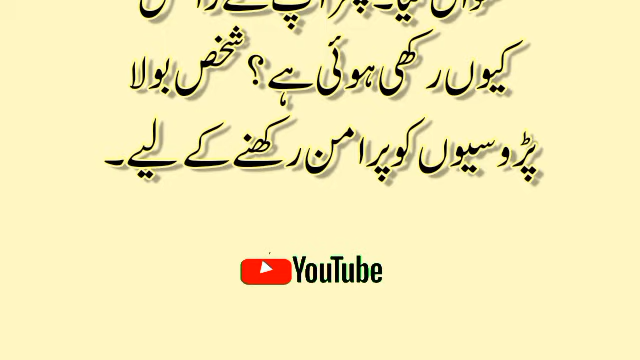 کیوں رکھی ہوئی ہے؟ شخص بولا
پڑوسیوں کو پرامن رکھنے کے لیے۔
YouTube